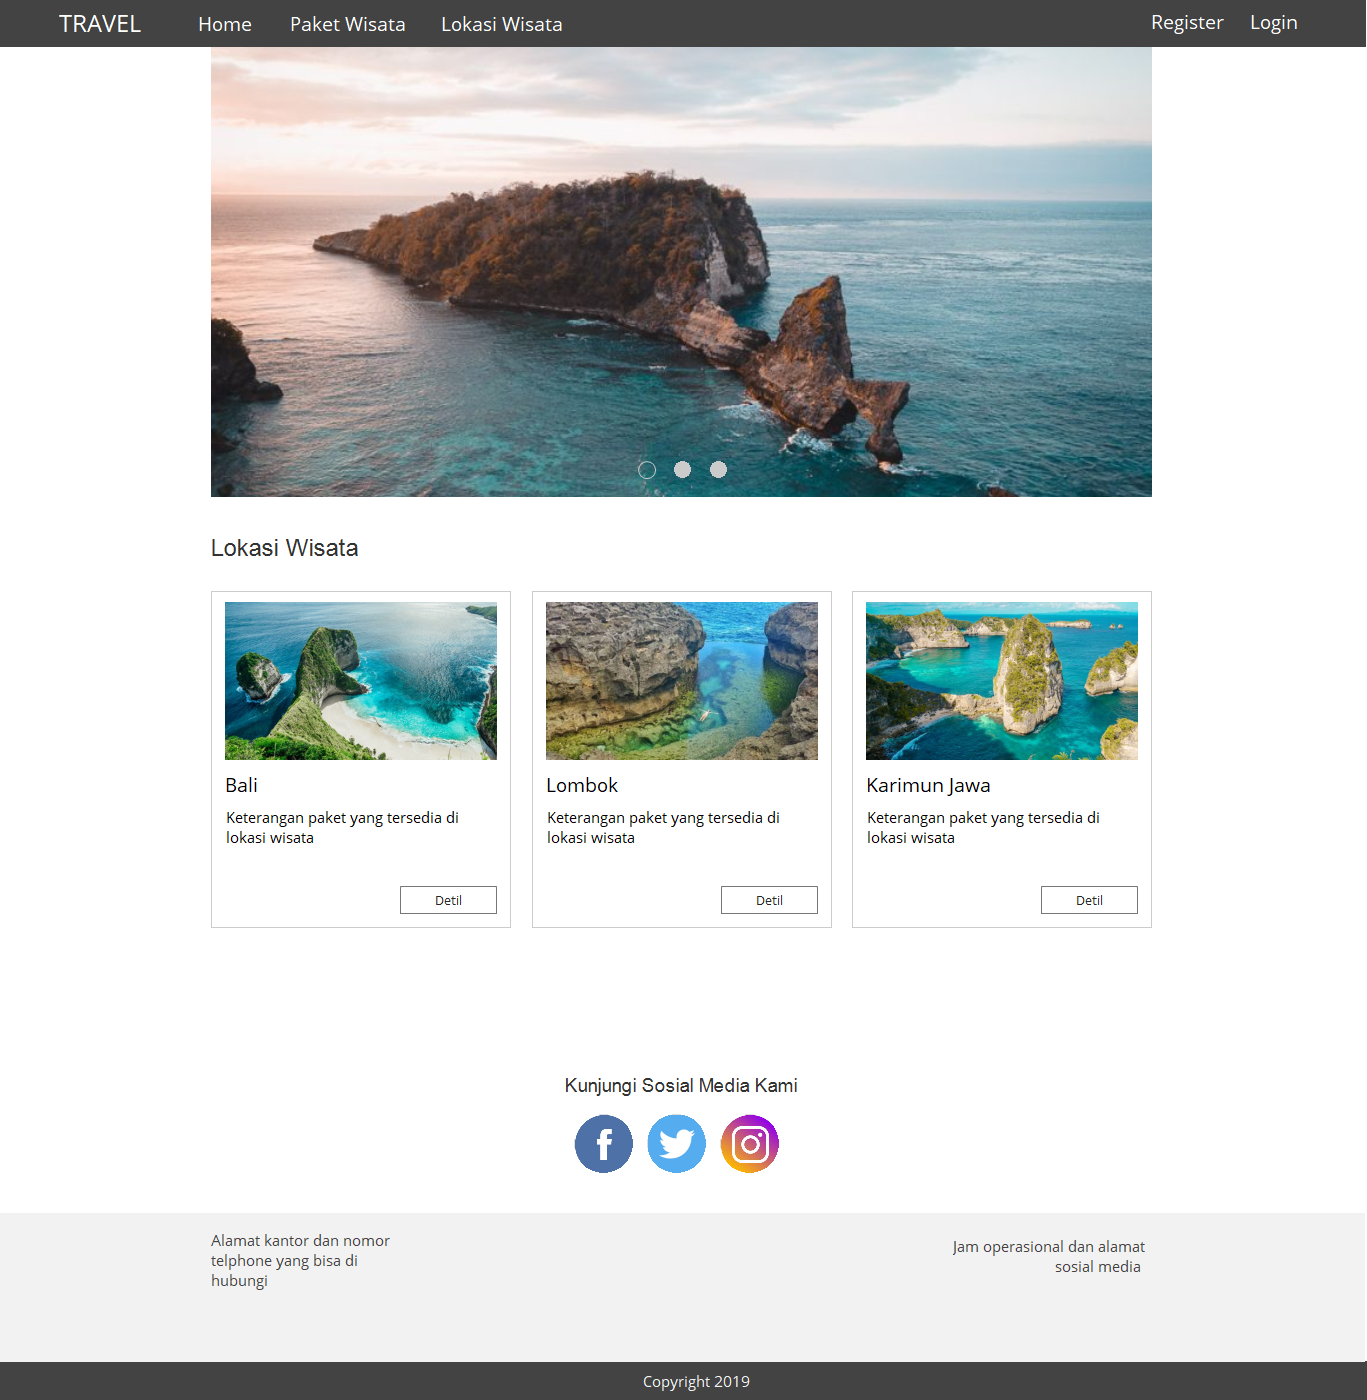 TRAVEL Home Paket Wisata Lokasi Wisata Register Login
Lokasi Wisata
Bali
Keterangan paket yang tersedia di
lokasi wisata
Detil
Lombok
Keterangan paket yang tersedia di
lokasi wisata
Detil
Karimun Jawa
Keterangan paket yang tersedia di
lokasi wisata
Detil
Kunjungi Sosial Media Kami
Alamat kantor dan nomor
telphone yang bisa di
hubungi
Jam operasional dan alamat
sosial media
Copyright 2019